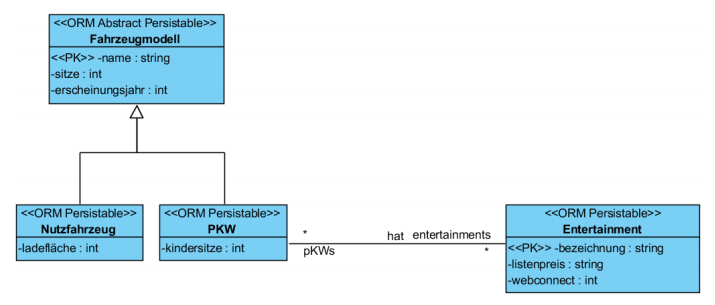 <<ORM Abstract Persistable>>
Fahrzeugmodell
<<PK>> -name : string
-sitze : int
-erscheinungsjahr : int
<<ORM Persistable>>
Nutzfahrzeug
-ladefläche : int
<<ORM Persistable>>
PKW
-kindersitze : int
*
pKWs
hat
entertainments
*
<<ORM Persistable>>
Entertainment
<<PK>> -bezeichnung : string
-listenpreis : string
-webconnect : int